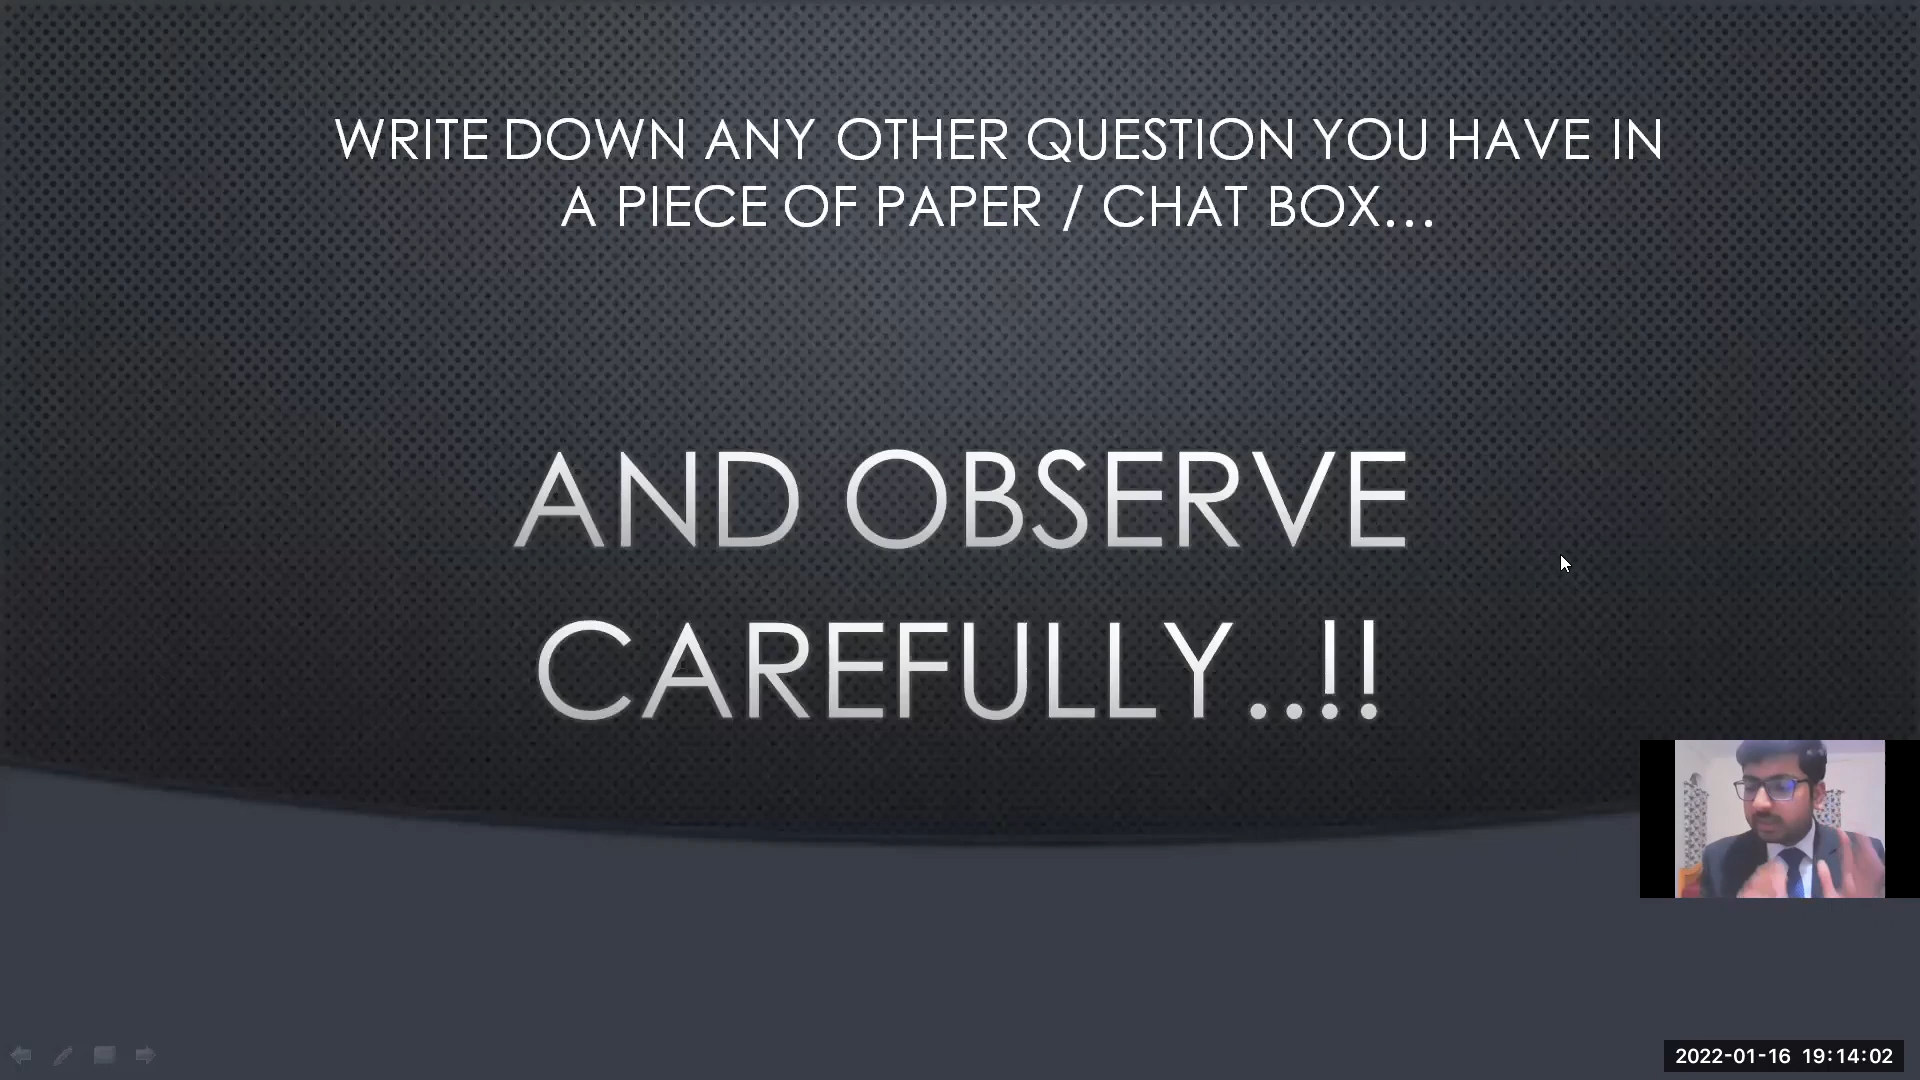 WRITE DOWN ANY OTHER QUESTION YOU HAVE IN
A PIECE OF PAPER / CHAT BOX...
AND OBSERVE
CAREFULLY..!!
2022-01-16 19:14:02